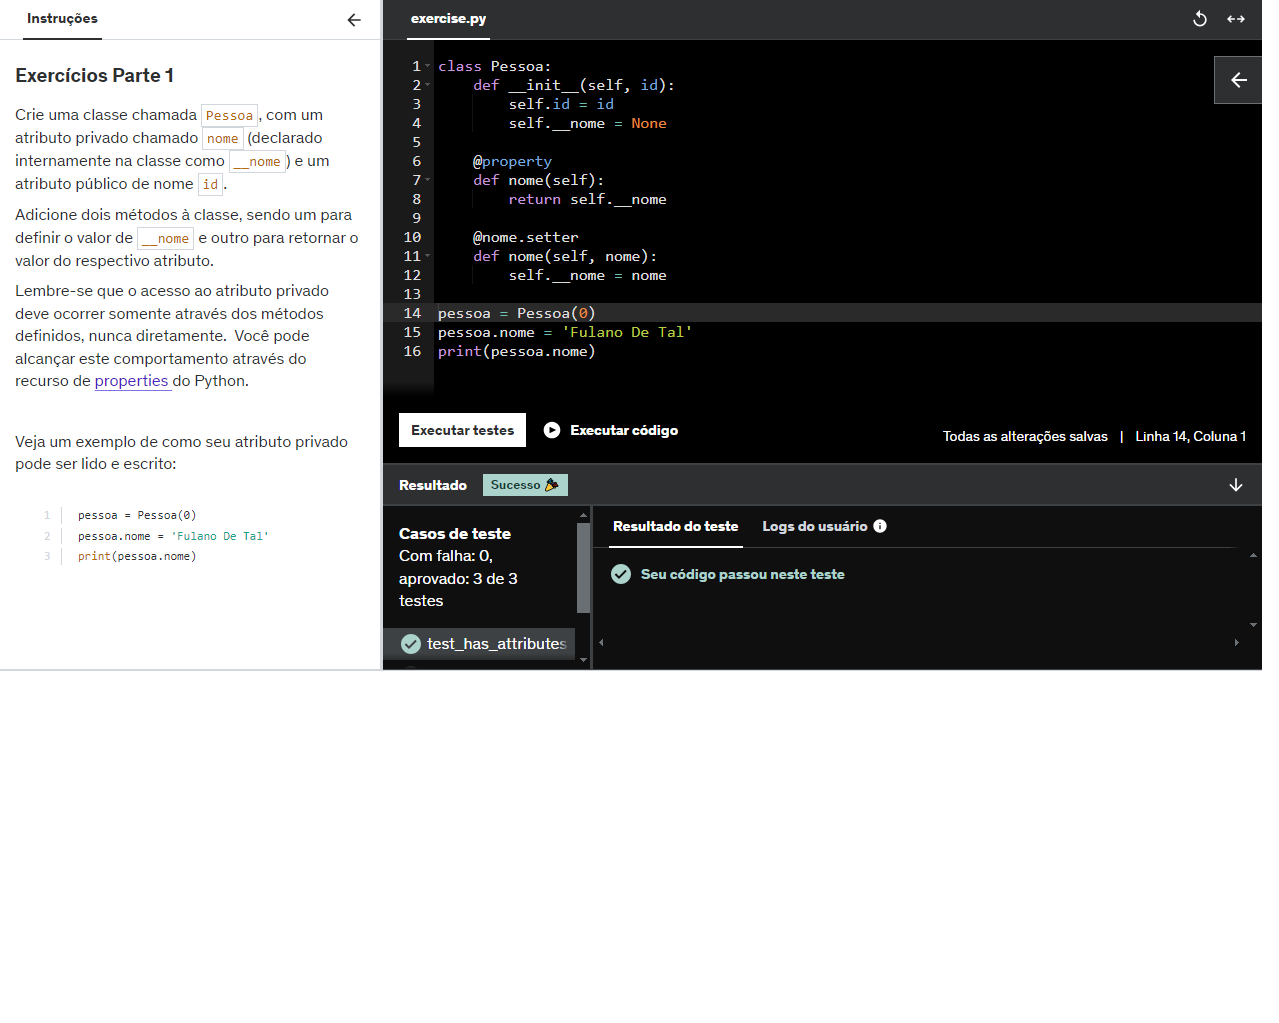 Instruções
Exercícios Parte 1
Crie uma classe chamada Pessoa, com um
atributo privado chamado nome (declarado
internamente na classe como __nome) e um
atributo público de nome id.
Adicione dois métodos à classe, sendo um para
definir o valor de __nome e outro para retornar o
valor do respectivo atributo.
Lembre-se que o acesso ao atributo privado
deve ocorrer somente através dos métodos
definidos, nunca diretamente. Você pode
alcançar este comportamento através do
recurso de properties do Python.
Veja um exemplo de como seu atributo privado
pode ser lido e escrito:
1 pessoa = Pessoa(0)
2 pessoa.nome = 'Fulano De Tal'
3 print(pessoa.nome)
exercise.py
1 class Pessoa:
2     def __init__(self, id):
3         self.id = id
4         self.__nome = None
5
6     @property
7     def nome(self):
8         return self.__nome
9
10     @nome.setter
11     def nome(self, nome):
12         self.__nome = nome
13
14 pessoa = Pessoa(0)
15 pessoa.nome = 'Fulano De Tal'
16 print(pessoa.nome)
Executar testes Executar código
Todas as alterações salvas | Linha 14, Coluna 1
Resultado Sucesso
Casos de teste
Com falha: 0,
aprovado: 3 de 3
testes
test_has_attributes
Resultado do teste Logs do usuário
Seu código passou neste teste